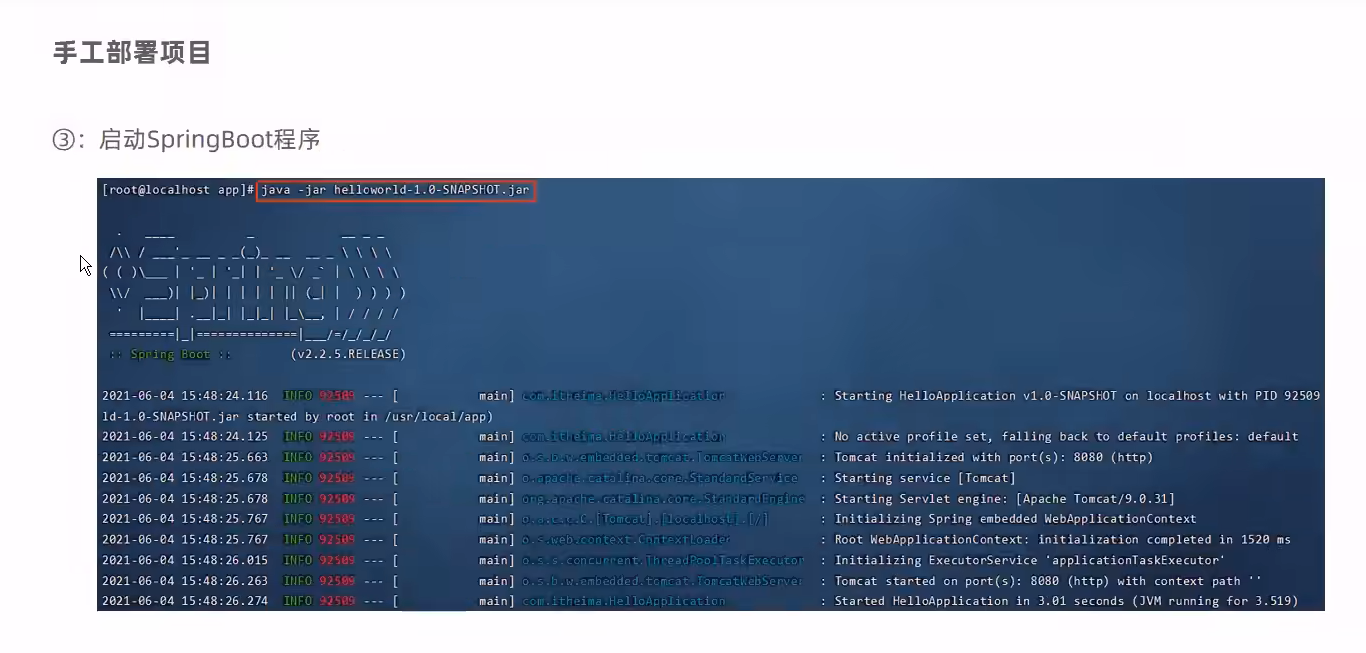 手工部署项目
③：启动SpringBoot程序
[root@localhost app]# java -jar helloworld-1.0-SNAPSHOT.jar
:: Spring Boot ::        (v2.2.5.RELEASE)
2021-06-04 15:48:24.116  INFO 92509 --- [           main] com.itheima.HelloApplication             : Starting HelloApplication v1.0-SNAPSHOT on localhost with PID 92509
ld-1.0-SNAPSHOT.jar started by root in /usr/local/app)
2021-06-04 15:48:24.125  INFO 92509 --- [           main] com.itheima.HelloApplication             : No active profile set, falling back to default profiles: default
2021-06-04 15:48:25.663  INFO 92509 --- [           main] o.s.b.w.embedded.tomcat.TomcatWebServer  : Tomcat initialized with port(s): 8080 (http)
2021-06-04 15:48:25.678  INFO 92509 --- [           main] o.apache.catalina.core.StandardService   : Starting service [Tomcat]
2021-06-04 15:48:25.678  INFO 92509 --- [           main] org.apache.catalina.core.StandardEngine  : Starting Servlet engine: [Apache Tomcat/9.0.31]
2021-06-04 15:48:25.767  INFO 92509 --- [           main] o.a.c.c.C.[Tomcat].[localhost].[/]       : Initializing Spring embedded WebApplicationContext
2021-06-04 15:48:25.767  INFO 92509 --- [           main] o.s.web.context.ContextLoader            : Root WebApplicationContext: initialization completed in 1520 ms
2021-06-04 15:48:26.015  INFO 92509 --- [           main] o.s.s.concurrent.ThreadPoolTaskExecutor  : Initializing ExecutorService 'applicationTaskExecutor'
2021-06-04 15:48:26.263  INFO 92509 --- [           main] o.s.b.w.embedded.tomcat.TomcatWebServer  : Tomcat started on port(s): 8080 (http) with context path ''
2021-06-04 15:48:26.274  INFO 92509 --- [           main] com.itheima.HelloApplication             : Started HelloApplication in 3.01 seconds (JVM running for 3.519)